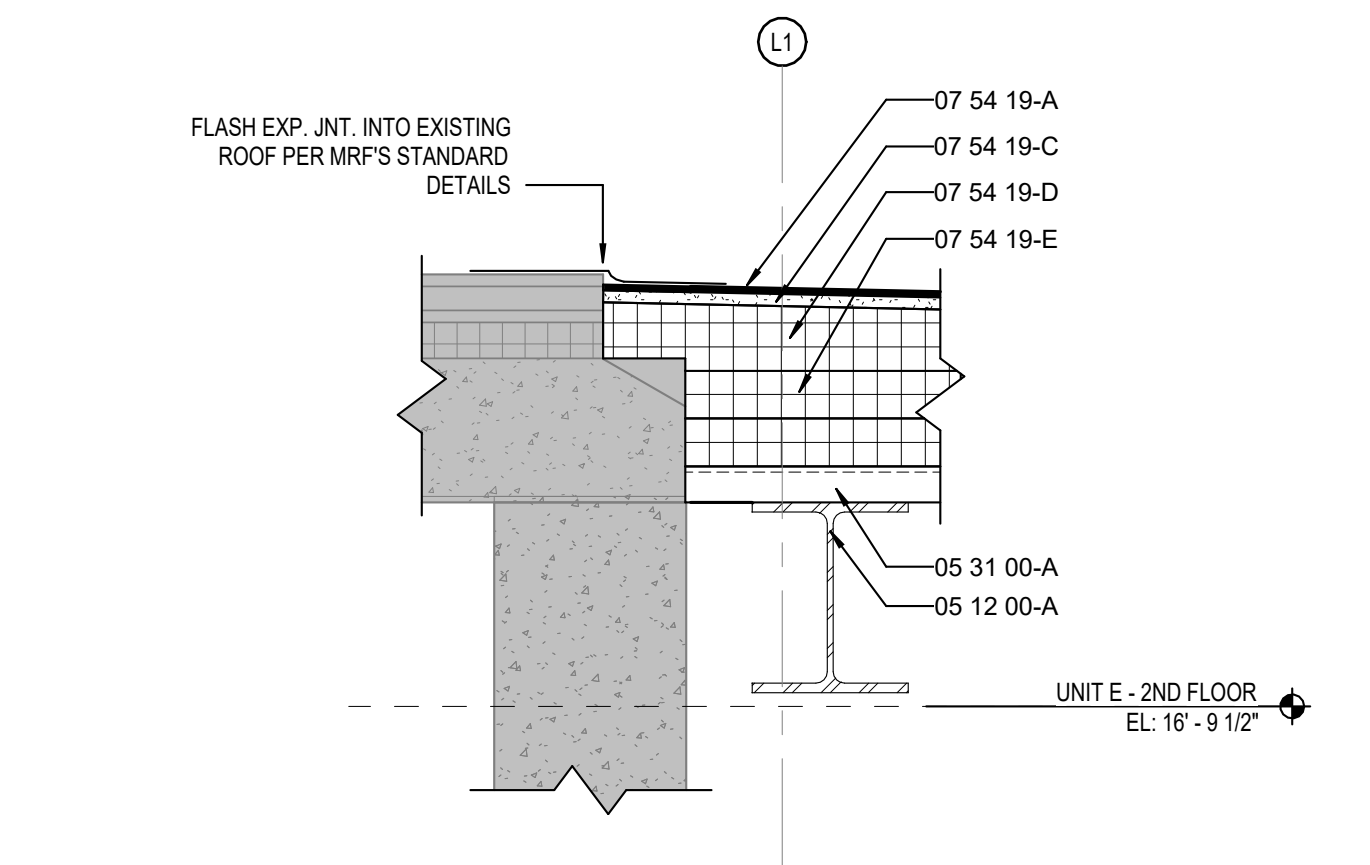 L1
07 54 19-A
FLASH EXP. JNT. INTO EXISTING
ROOF PER MRF'S STANDARD
DETAILS
07 54 19-C
07 54 19-D
07 54 19-E
05 31 00-A
05 12 00-A
UNIT E - 2ND FLOOR
EL: 16' - 9 1/2"